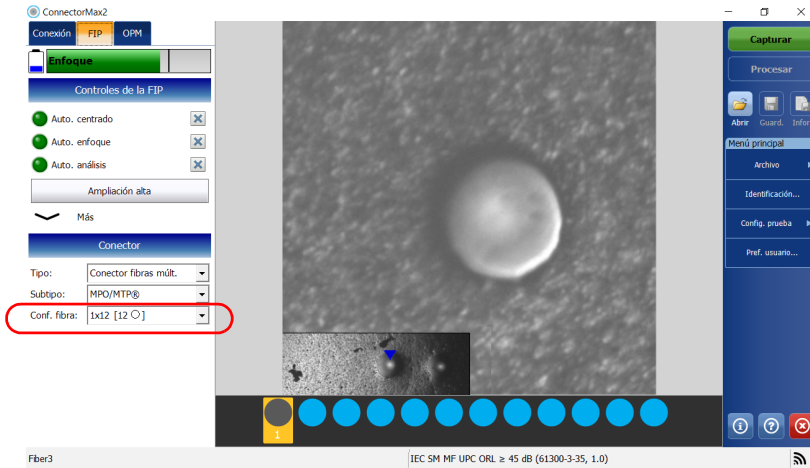 ConnectorMax2
Conexión FIP OPM
Enfoque
Controles de la FIP
Auto. centrado
Auto. enfoque
Auto. análisis
Ampliación alta
Más
Conector
Tipo: Conector fibras múlt.
Subtipo: MPO/MTP®
Conf. fibra: 1x12 [12 ○]
1
Capturar
Procesar
Abrir Guard. Infor
Menú principal
Archivo
Identificación...
Config. prueba
Pref. usuario...
Fiber3
IEC SM MF UPC ORL ≥ 45 dB (61300-3-35, 1.0)